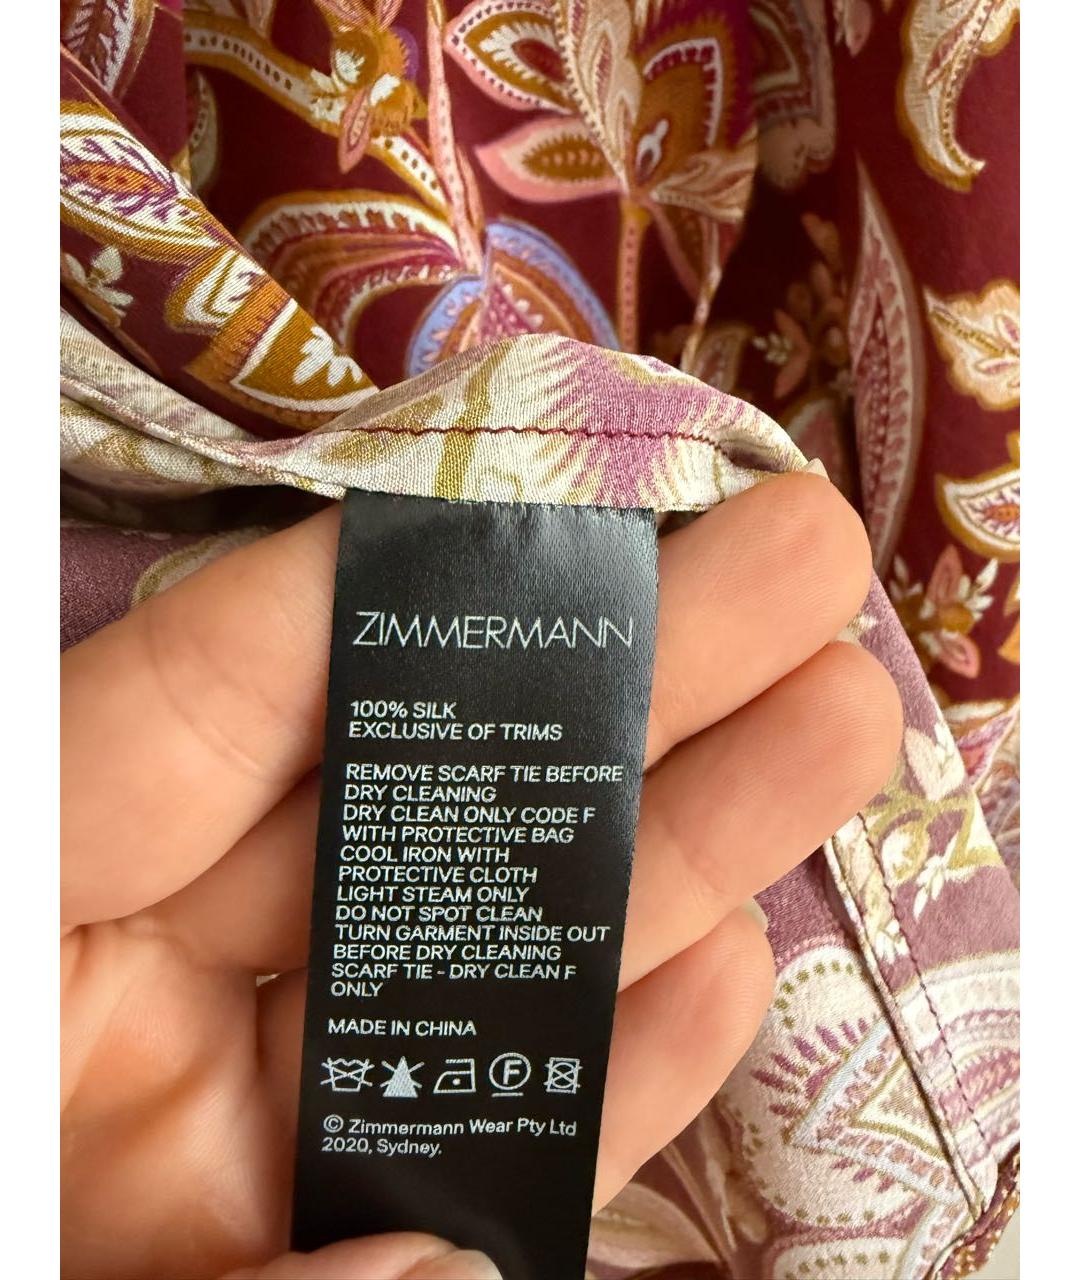 ZIMMERMANN
100% SILK
EXCLUSIVE OF TRIMS
REMOVE SCARF TIE BEFORE
DRY CLEANING
DRY CLEAN ONLY CODE F
WITH PROTECTIVE BAG
COOL IRON WITH
PROTECTIVE CLOTH
LIGHT STEAM ONLY
DO NOT SPOT CLEAN
TURN GARMENT INSIDE OUT
BEFORE DRY CLEANING
SCARF TIE - DRY CLEAN F
ONLY
MADE IN CHINA
F
© Zimmermann Wear Pty Ltd
2020, Sydney.